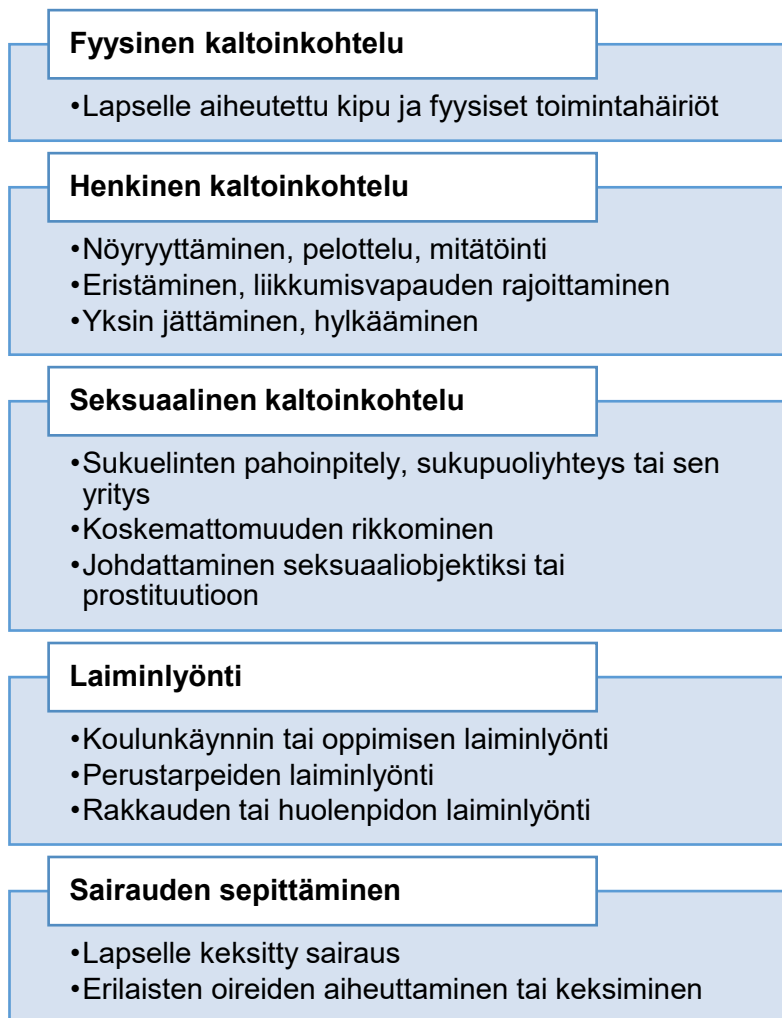 Fyysinen kaltoinkohtelu
•Lapselle aiheutettu kipu ja fyysiset toimintahäiriöt
Henkinen kaltoinkohtelu
•Nöyryyttäminen, pelottelu, mitätöinti
•Eristäminen, liikkumisvapauden rajoittaminen
•Yksin jättäminen, hylkääminen
Seksuaalinen kaltoinkohtelu
•Sukuelinten pahoinpitely, sukupuoliyhteys tai sen
yritys
•Koskemattomuuden rikkominen
•Johdattaminen seksuaaliobjektiksi tai
prostituutioon
Laiminlyönti
•Koulunkäynnin tai oppimisen laiminlyönti
•Perustarpeiden laiminlyönti
•Rakkauden tai huolenpidon laiminlyönti
Sairauden sepittäminen
•Lapselle keksitty sairaus
•Erilaisten oireiden aiheuttaminen tai keksiminen